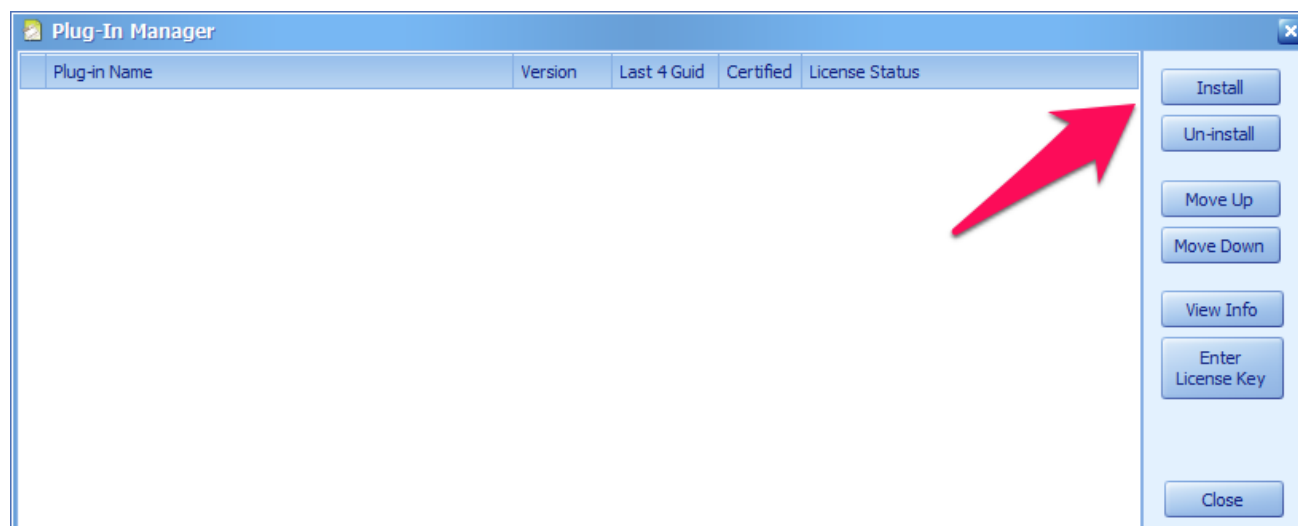 Plug-In Manager
Plug-in Name Version Last 4 Guid Certified License Status
Install
Un-install
Move Up
Move Down
View Info
Enter
License Key
Close